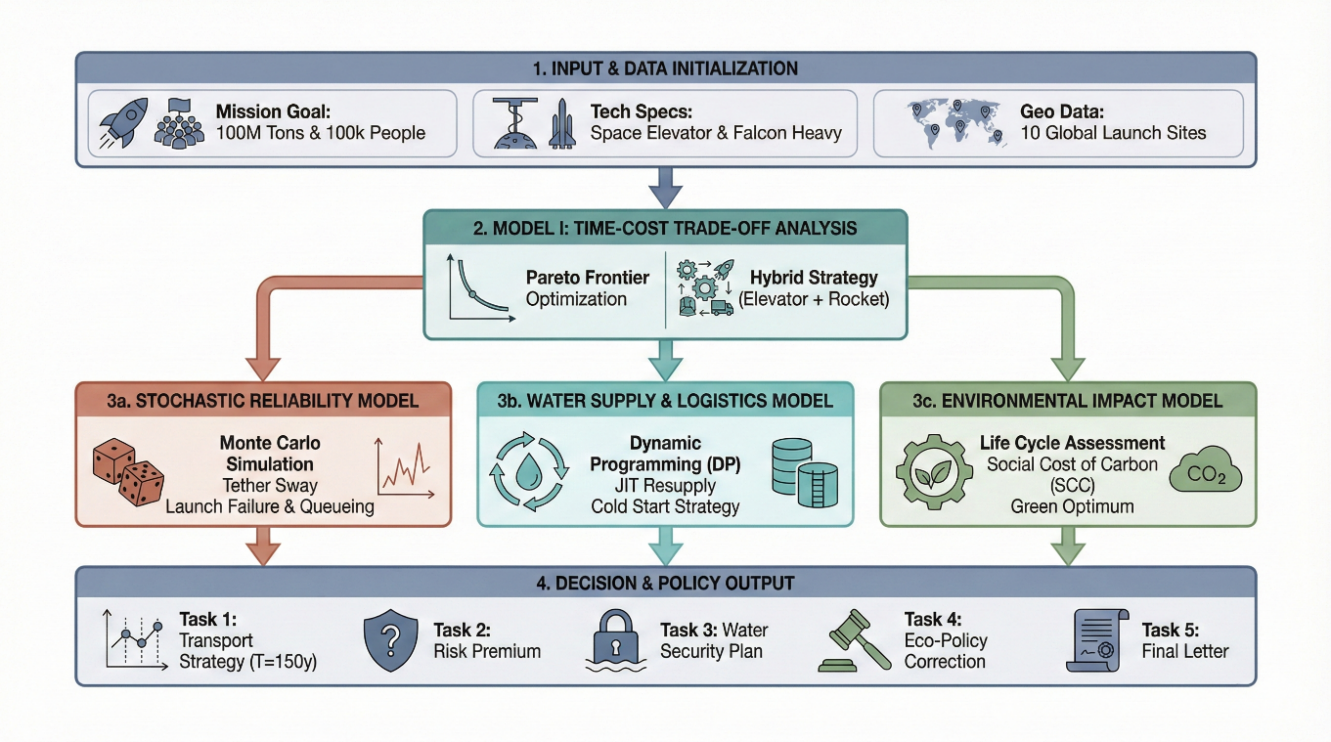 1. INPUT & DATA INITIALIZATION
Mission Goal:
100M Tons & 100k People
Tech Specs:
Space Elevator & Falcon Heavy
Geo Data:
10 Global Launch Sites
2. MODEL I: TIME-COST TRADE-OFF ANALYSIS
Pareto Frontier
Optimization
Hybrid Strategy
(Elevator + Rocket)
3a. STOCHASTIC RELIABILITY MODEL
Monte Carlo
Simulation
Tether Sway
Launch Failure & Queueing
3b. WATER SUPPLY & LOGISTICS MODEL
Dynamic
Programming (DP)
JIT Resupply
Cold Start Strategy
3c. ENVIRONMENTAL IMPACT MODEL
Life Cycle Assessment
Social Cost of Carbon
(SCC)
Green Optimum
CO2
4. DECISION & POLICY OUTPUT
Task 1:
Transport
Strategy (T=150y)
?
Task 2:
Risk Premium
Task 3: Water
Security Plan
Task 4:
Eco-Policy
Correction
Task 5:
Final Letter